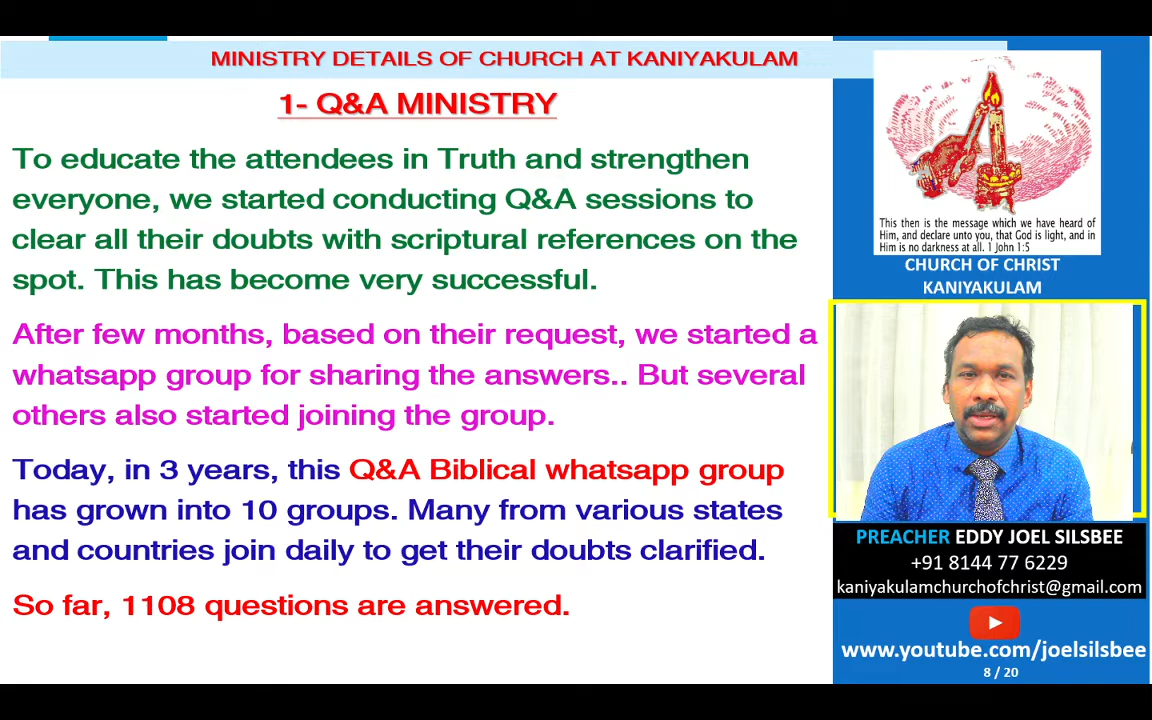 MINISTRY DETAILS OF CHURCH AT KANIYAKULAM
1- Q&A MINISTRY
To educate the attendees in Truth and strengthen
everyone, we started conducting Q&A sessions to
clear all their doubts with scriptural references on the
spot. This has become very successful.
After few months, based on their request, we started a
whatsapp group for sharing the answers.. But several
others also started joining the group.
Today, in 3 years, this Q&A Biblical whatsapp group
has grown into 10 groups. Many from various states
and countries join daily to get their doubts clarified.
So far, 1108 questions are answered.
This then is the message which we have heard of
Him, and declare unto you, that God is light, and in
Him is no darkness at all. 1 John 1:5
CHURCH OF CHRIST
KANIYAKULAM
PREACHER EDDY JOEL SILSBEE
+91 8144 77 6229
kaniyakulamchurchofchrist@gmail.com
www.youtube.com/joelsilsbee
8 / 20